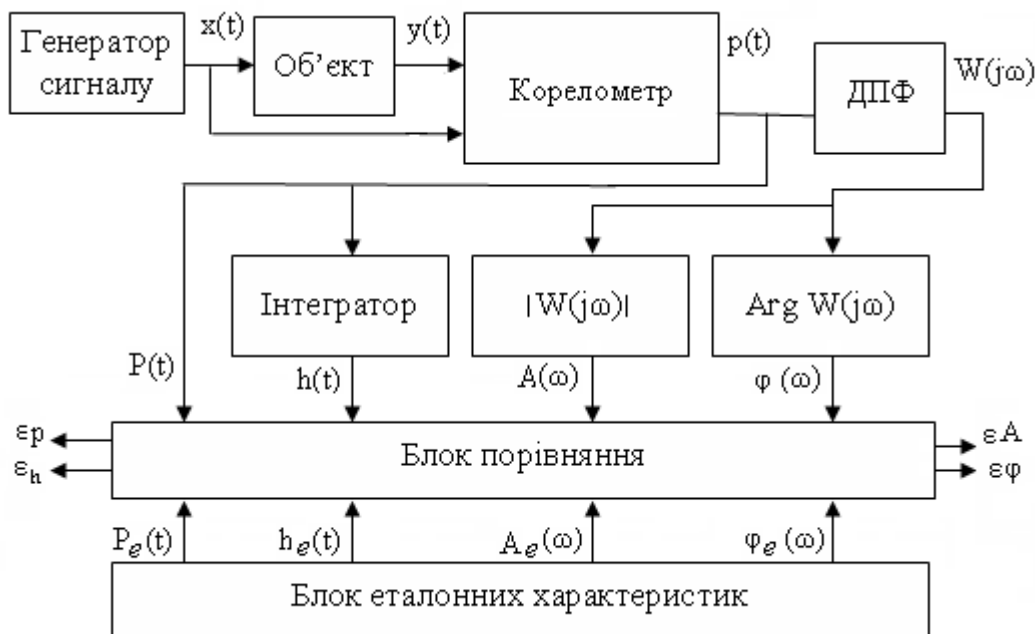 Генератор
сигналу
x(t)
Об’єкт
y(t)
Корелометр
p(t)
ДПФ
W(jω)
Інтегратор
|W(jω)|
Arg W(jω)
P(t)
h(t)
A(ω)
φ (ω)
εp
εh
Блок порівняння
εA
εφ
Pe(t)
he(t)
Ae(ω)
φe(ω)
Блок еталонних характеристик